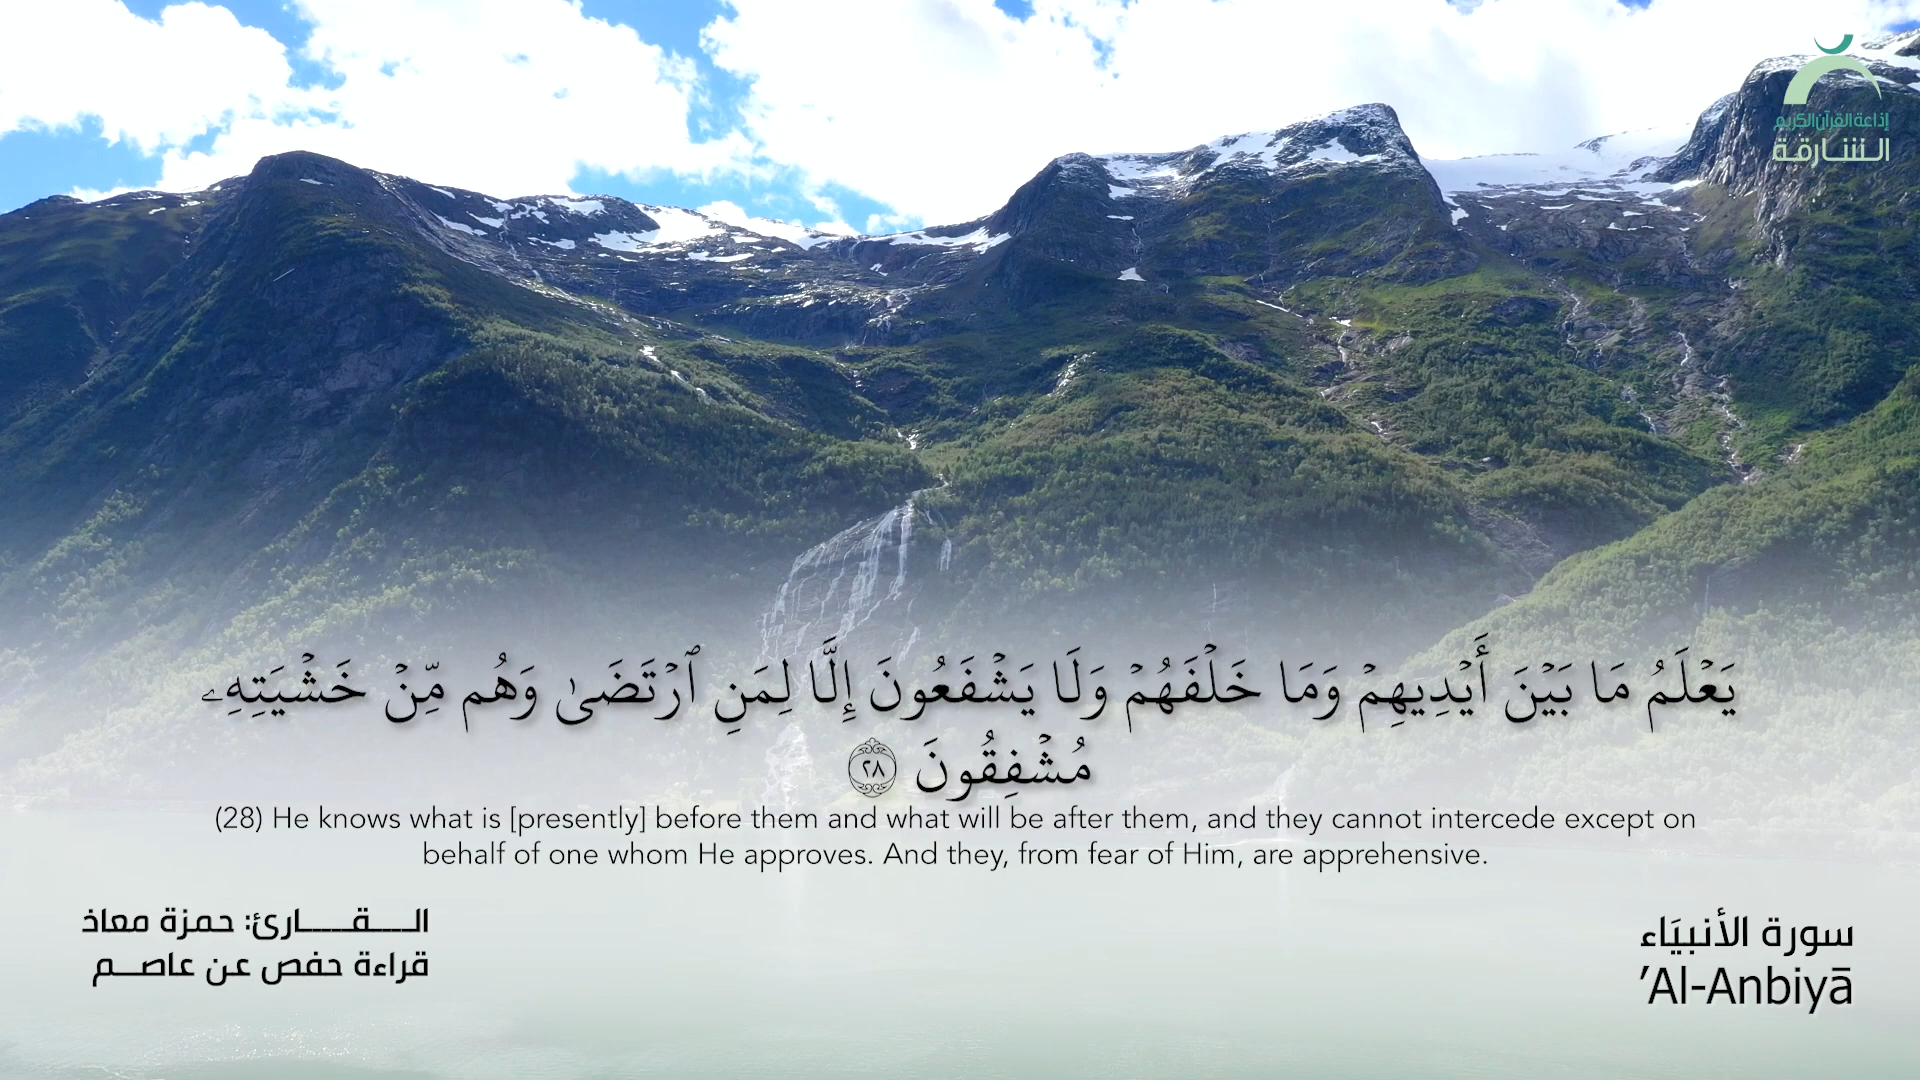 إذاعة القرآن الكريم
الشارقة
يَعۡلَمُ مَا بَيۡنَ أَيۡدِيهِمۡ وَمَا خَلۡفَهُمۡ وَلَا يَشۡفَعُونَ إِلَّا لِمَنِ ٱرۡتَضَىٰ وَهُم مِّنۡ خَشۡيَتِهِۦ
مُشۡفِقُونَ ٢٨
(28) He knows what is [presently] before them and what will be after them, and they cannot intercede except on
behalf of one whom He approves. And they, from fear of Him, are apprehensive.
الـــقـــارئ: حمزة معاذ
قراءة حفص عن عاصـم
سورة الأنبيَاء
'Al-Anbiyā